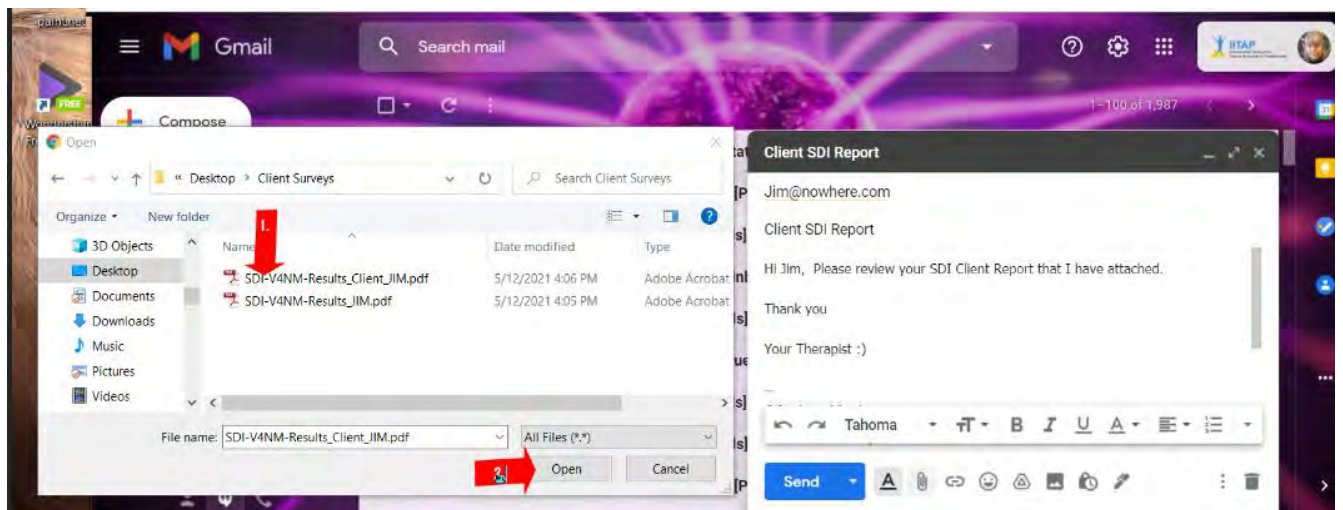 paint.net
Gmail
Search mail
IITAP
FREE
Compose
1–100 of 1,987
Open
« Desktop > Client Surveys
Search Client Surveys
Organize
New folder
1.
3D Objects
Desktop
Documents
Downloads
Music
Pictures
Videos
Name
Date modified
Type
SDI-V4NM-Results_Client_JIM.pdf
5/12/2021 4:06 PM
Adobe Acrobat
SDI-V4NM-Results_JIM.pdf
5/12/2021 4:05 PM
Adobe Acrobat
File name:
SDI-V4NM-Results_Client_JIM.pdf
All Files (*.*)
2.
Open
Cancel
Client SDI Report
Jim@nowhere.com
Client SDI Report
Hi Jim, Please review your SDI Client Report that I have attached.
Thank you
Your Therapist :)
Tahoma
Send